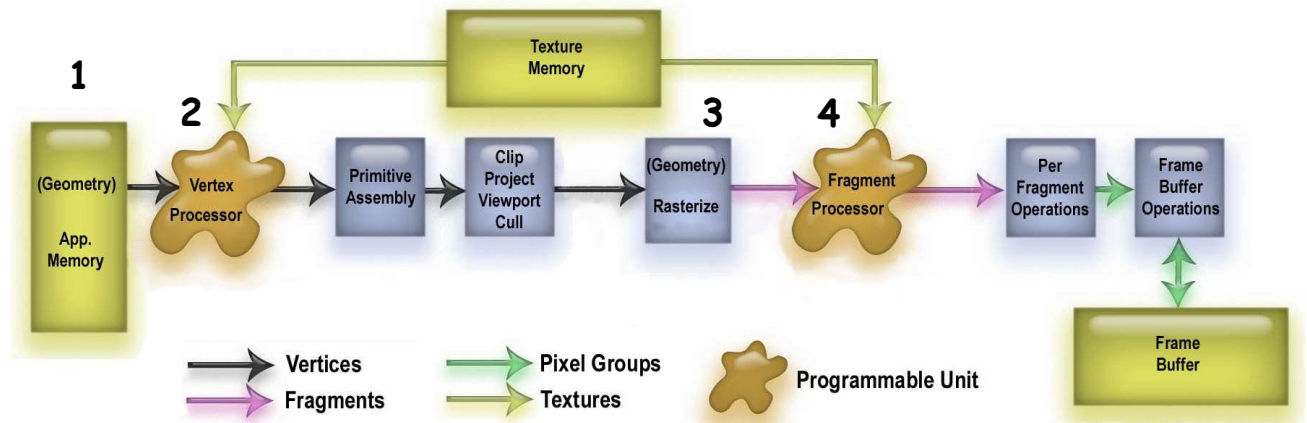 1
2
3
4
Texture
Memory
(Geometry)
App.
Memory
Vertex
Processor
Primitive
Assembly
Clip
Project
Viewport
Cull
(Geometry)
Rasterize
Fragment
Processor
Per
Fragment
Operations
Frame
Buffer
Operations
Frame
Buffer
Vertices
Fragments
Pixel Groups
Textures
Programmable Unit